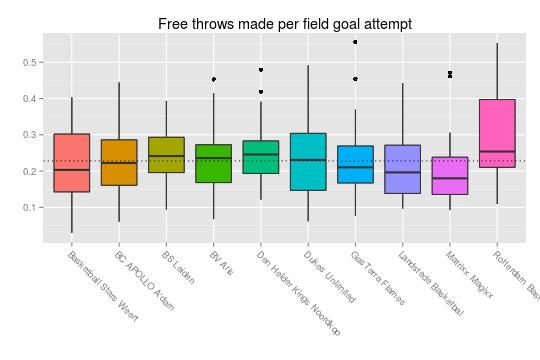 Free throws made per field goal attempt
0.5
0.4
0.3
0.2
0.1
Basketball Stars Weert
BC APOLLO A'dam
BS Leiden
BV Aris
Den Helder Kings Noordkop
Dukes Unlimited
GasTerra Flames
Landstede Basketbal
Matrixx Magixx
Rotterdam